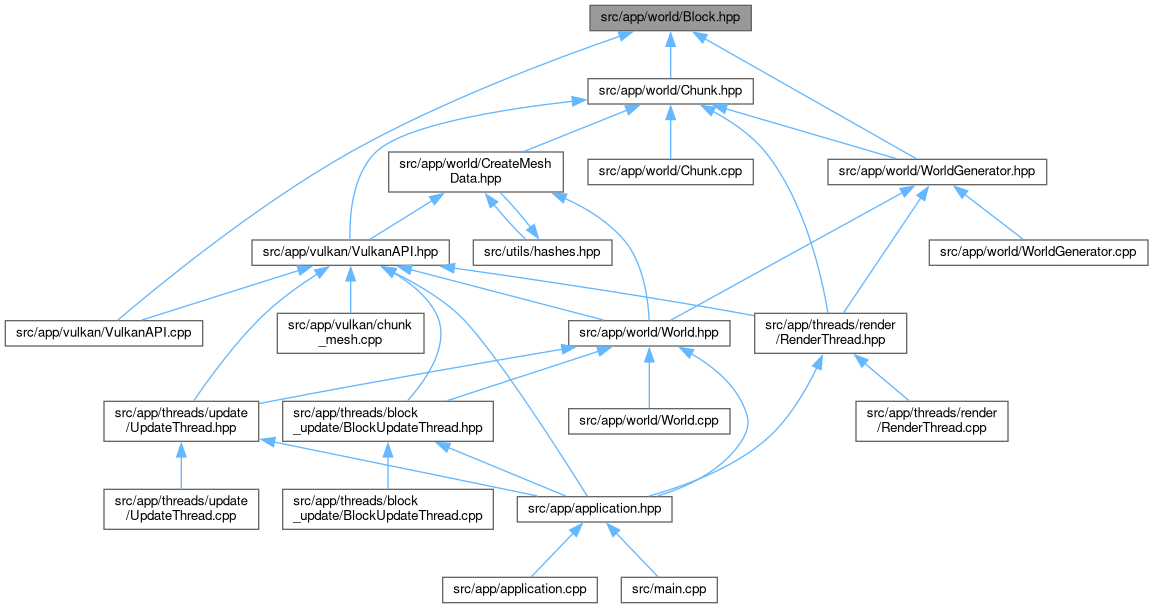 src/app/world/Block.hpp
src/app/world/Chunk.hpp
src/app/world/CreateMesh
Data.hpp
src/app/world/Chunk.cpp
src/app/world/WorldGenerator.hpp
src/app/vulkan/VulkanAPI.hpp
src/utils/hashes.hpp
src/app/world/WorldGenerator.cpp
src/app/vulkan/VulkanAPI.cpp
src/app/vulkan/chunk
_mesh.cpp
src/app/world/World.hpp
src/app/threads/render
/RenderThread.hpp
src/app/threads/update
/UpdateThread.hpp
src/app/threads/block
_update/BlockUpdateThread.hpp
src/app/world/World.cpp
src/app/threads/render
/RenderThread.cpp
src/app/threads/update
/UpdateThread.cpp
src/app/threads/block
_update/BlockUpdateThread.cpp
src/app/application.hpp
src/app/application.cpp
src/main.cpp